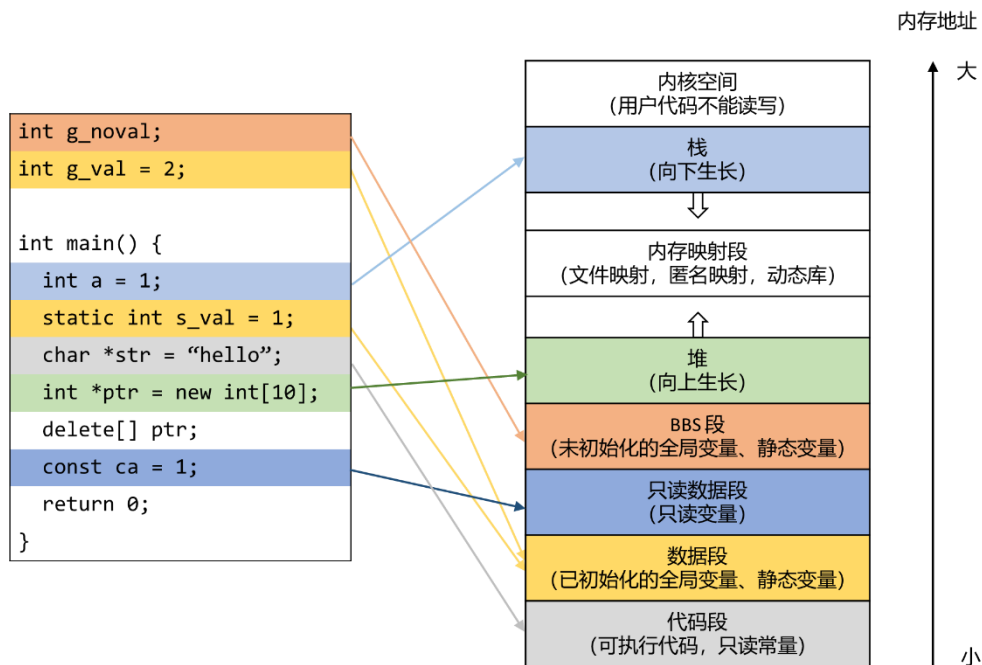 内存地址
大
int g_noval;
int g_val = 2;
int main() {
int a = 1;
static int s_val = 1;
char *str = “hello”;
int *ptr = new int[10];
delete[] ptr;
const ca = 1;
return 0;
}
内核空间
(用户代码不能读写)
栈
(向下生长)
内存映射段
(文件映射，匿名映射，动态库)
堆
(向上生长)
BBS 段
(未初始化的全局变量、静态变量)
只读数据段
(只读变量)
数据段
(已初始化的全局变量、静态变量)
代码段
(可执行代码，只读常量)
小